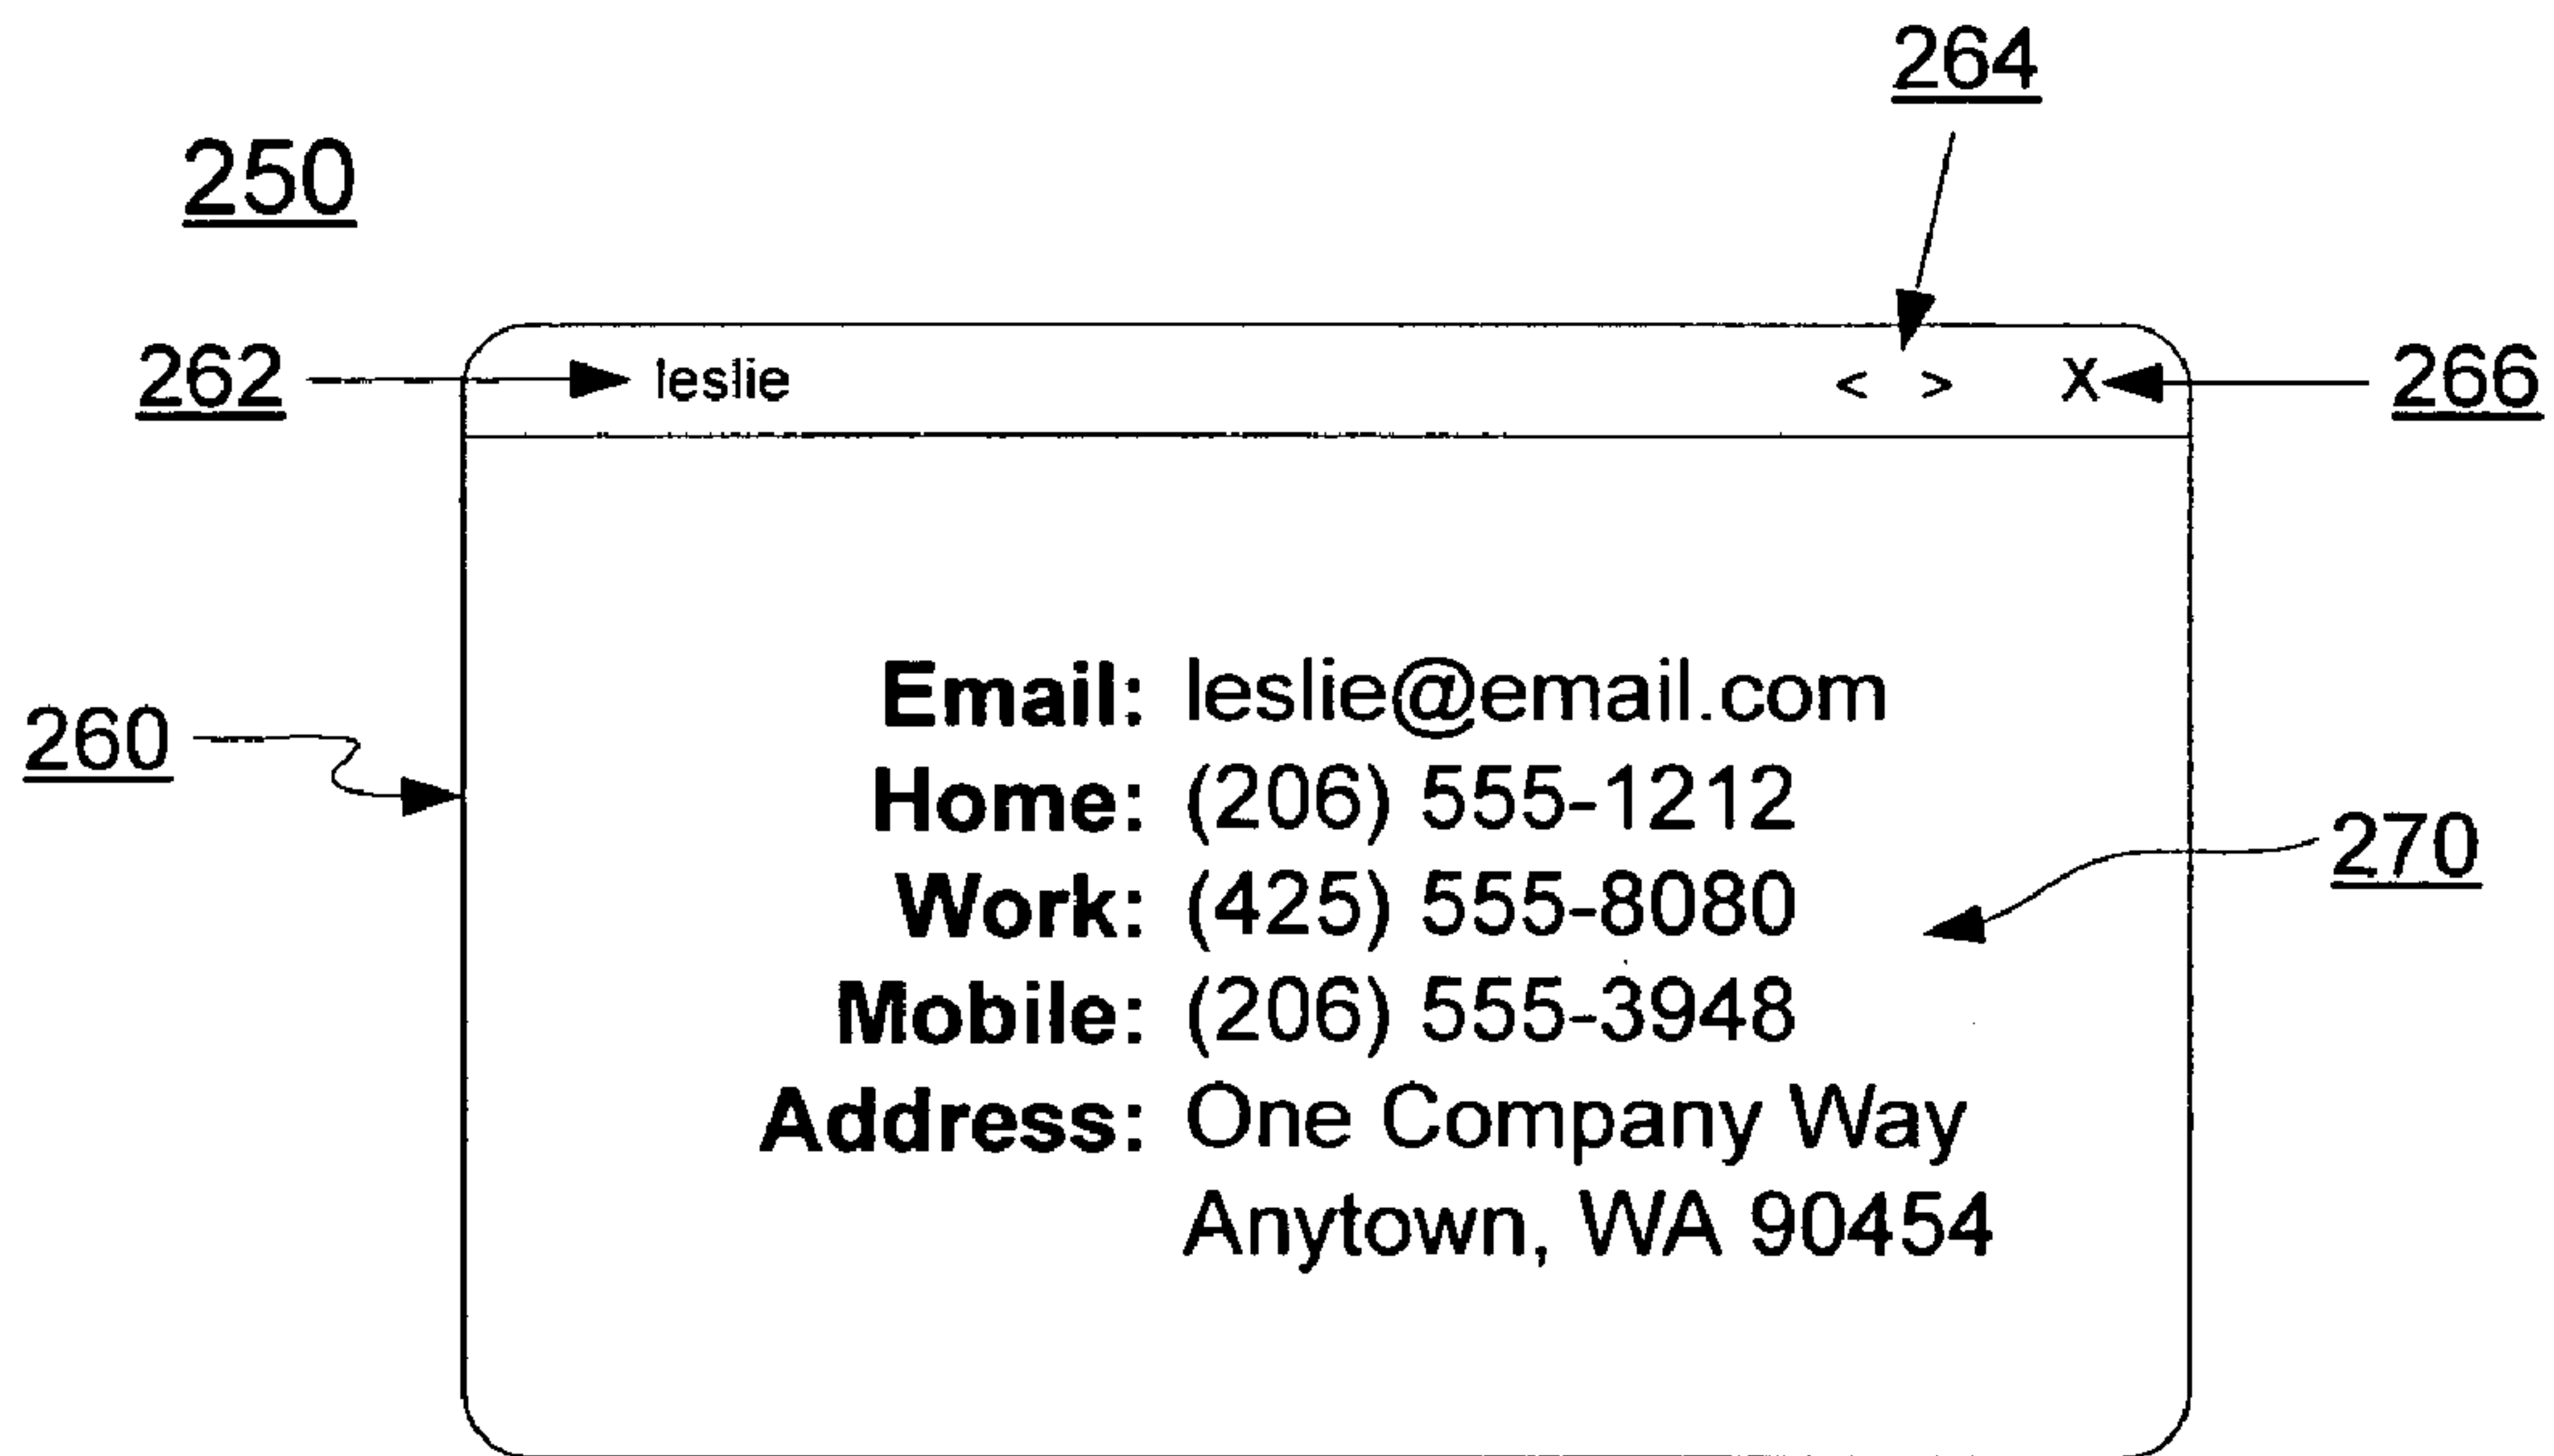 264
250
262 leslie < > X 266
Email: leslie@email.com
260
Home: (206) 555-1212
270
Work: (425) 555-8080
Mobile: (206) 555-3948
Address: One Company Way
Anytown, WA 90454